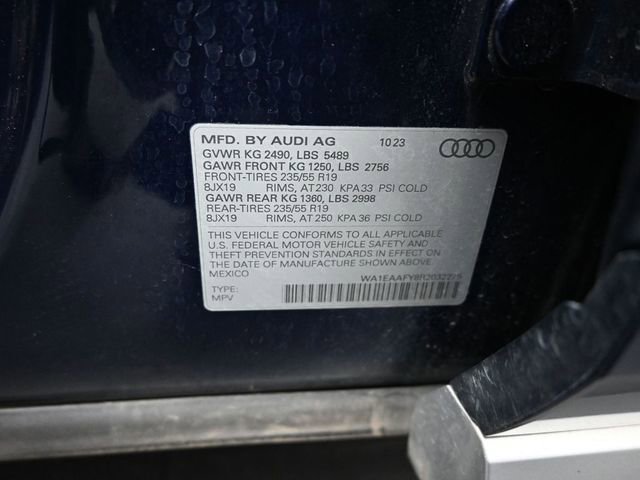 MFD. BY AUDI AG 10 23
GVWR KG 2490, LBS 5489
GAWR FRONT KG 1250, LBS 2756
FRONT-TIRES 235/55 R19
8JX19 RIMS, AT 230 KPA 33 PSI COLD
GAWR REAR KG 1360, LBS 2998
REAR-TIRES 235/55 R19
8JX19 RIMS, AT 250 KPA 36 PSI COLD
THIS VEHICLE CONFORMS TO ALL APPLICABLE
U.S. FEDERAL MOTOR VEHICLE SAFETY AND
THEFT PREVENTION STANDARDS IN EFFECT ON
THE DATE OF MANUFACTURE SHOWN ABOVE.
MEXICO
TYPE:
MPV